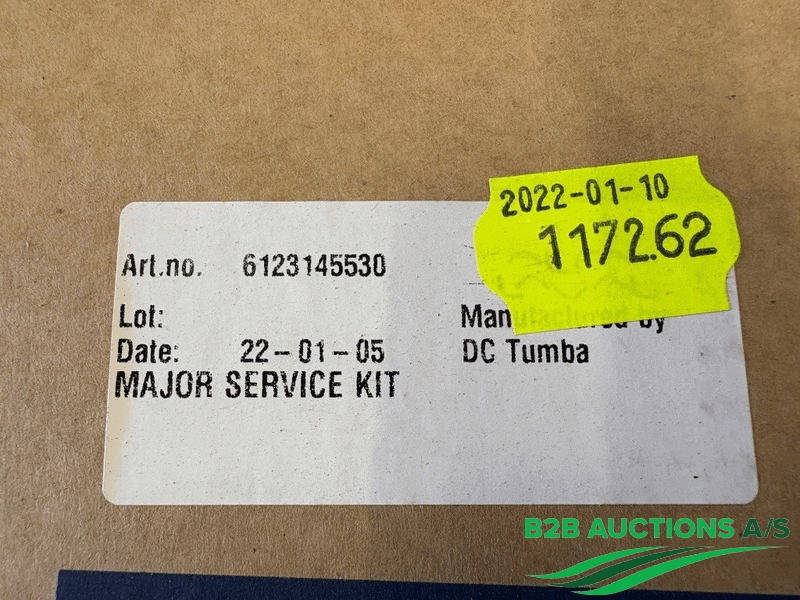 2022-01-10
1172.62
Art.no. 6123145530
Lot:
Manufactured by
Date: 22-01-05
DC Tumba
MAJOR SERVICE KIT
B2B AUCTIONS A/S